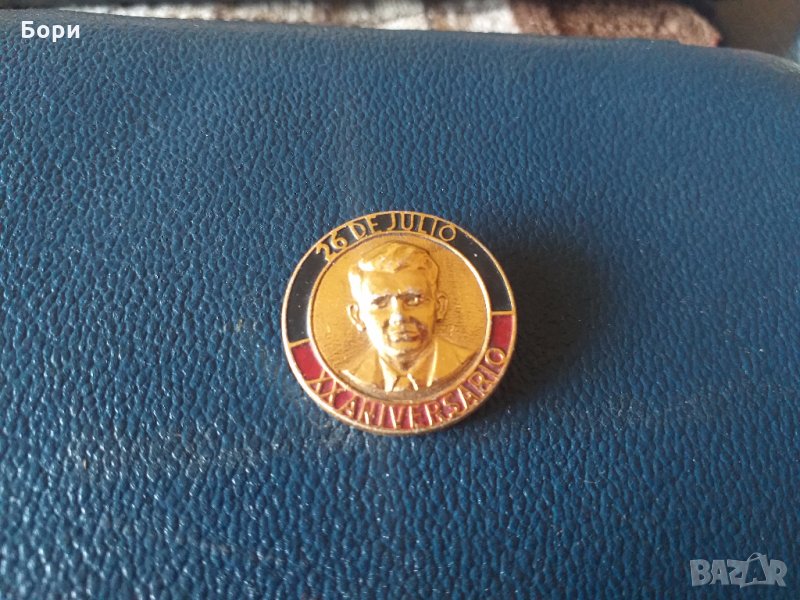 Бори
26 DE JULIO
XX ANIVERSARIO
BAZAR